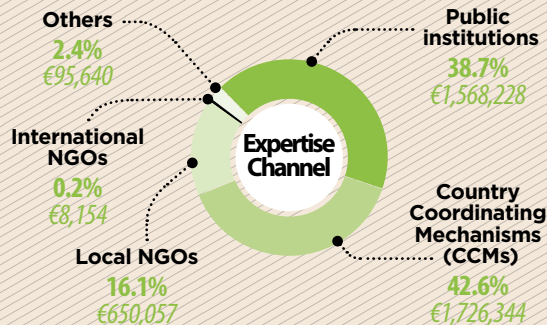 Others
2.4%
€95,640
Public
institutions
38.7%
€1,568,228
International
NGOs
0.2%
€8,154
Expertise
Channel
Country
Coordinating
Mechanisms
(CCMs)
42.6%
€1,726,344
Local NGOs
16.1%
€650,057